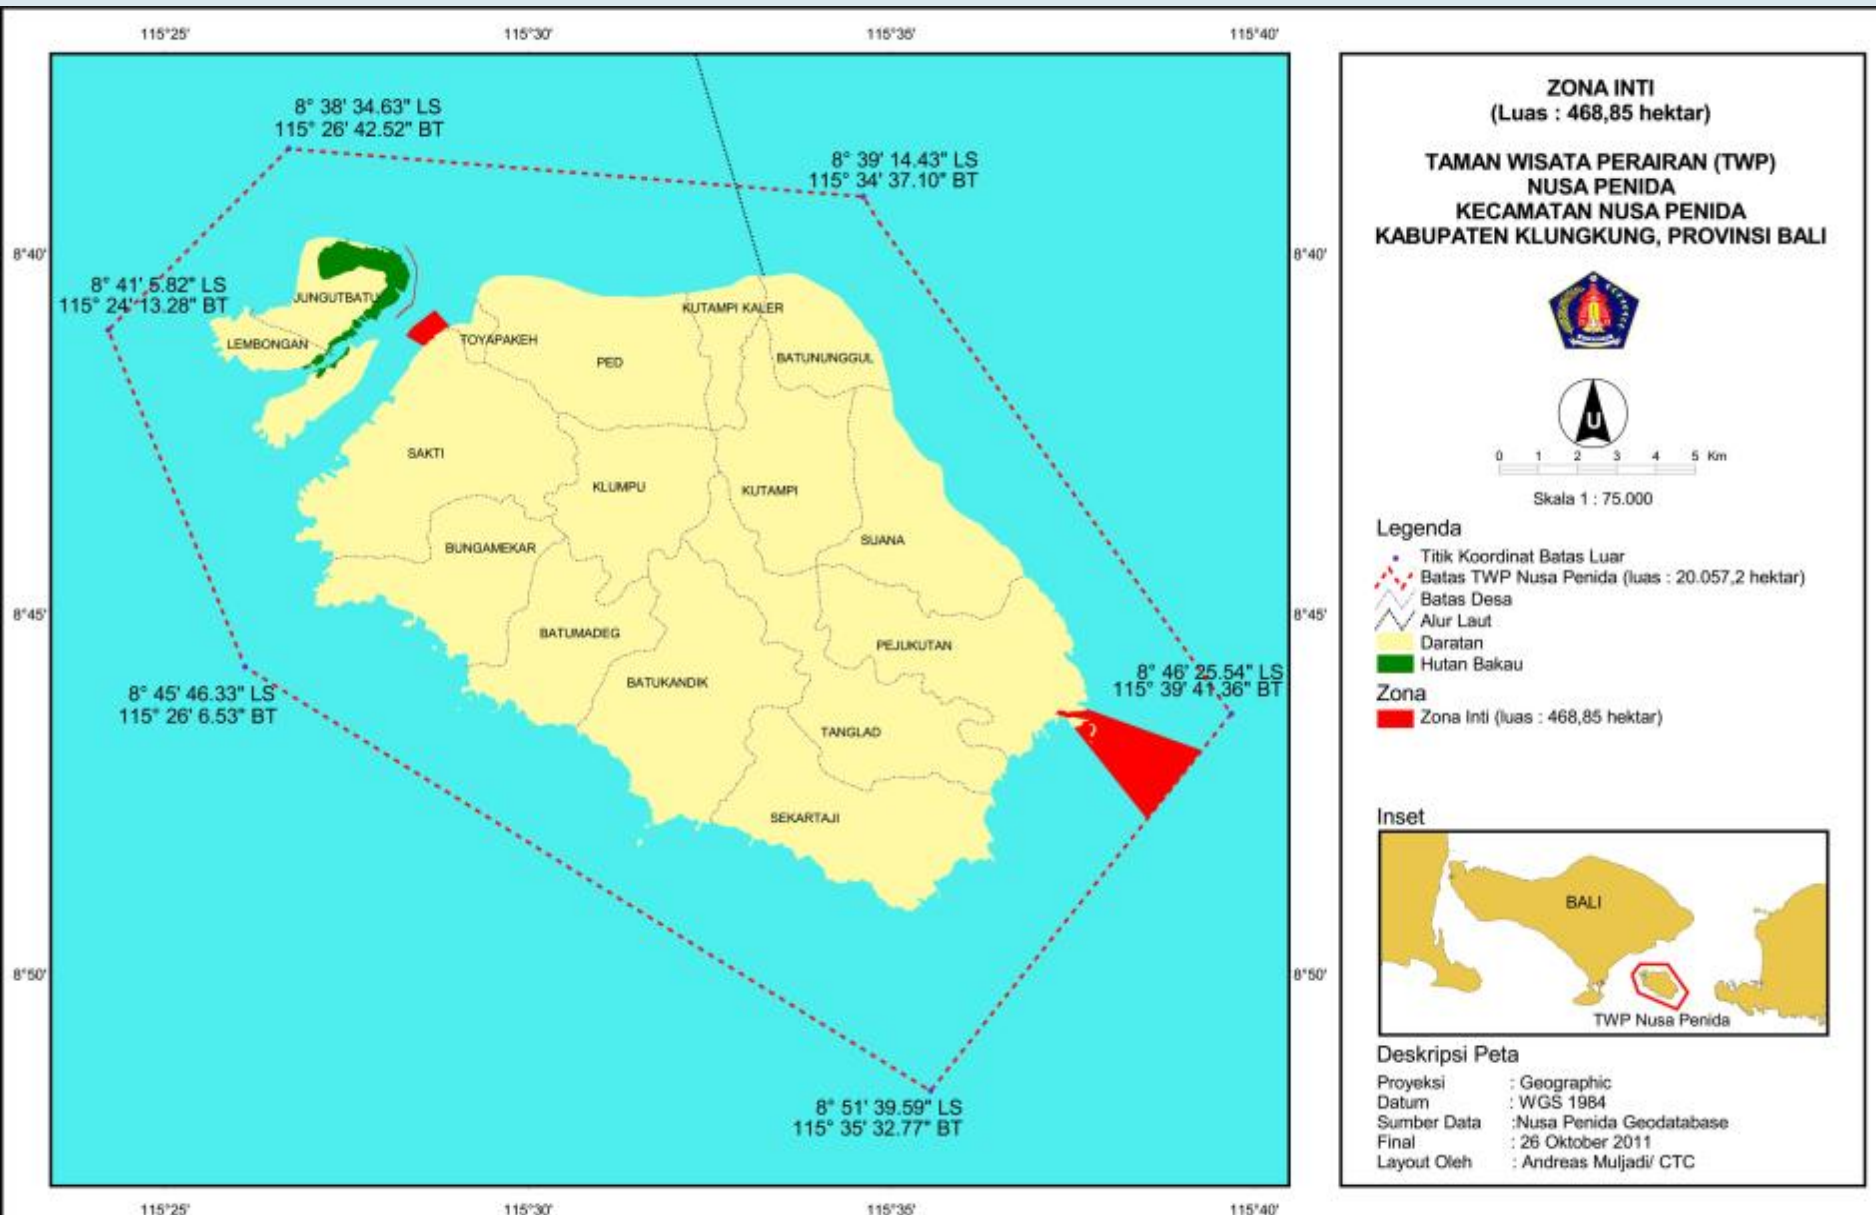 115°25'
115°30'
115°35'
115°40'
8° 38' 34.63" LS
115° 26' 42.52" BT
8° 39' 14.43" LS
115° 34' 37.10" BT
8°40'
8°40'
8° 41' 5.82" LS
115° 24' 13.28" BT
JUNGUTBATU
LEMBONGAN
TOYAPAKEH
PED
KUTAMPI KALER
BATUNUNGGUL
SAKTI
KLUMPU
KUTAMPI
BUNGAMEKAR
SUANA
8°45'
8°45'
BATUMADEG
PEJUKUTAN
BATUKANDIK
8° 46' 25.54" LS
115° 39' 41.36" BT
8° 45' 46.33" LS
115° 26' 6.53" BT
TANGLAD
SEKARTAJI
8°50'
8°50'
8° 51' 39.59" LS
115° 35' 32.77" BT
115°25'
115°30'
115°35'
115°40'
ZONA INTI
(Luas : 468,85 hektar)
TAMAN WISATA PERAIRAN (TWP)
NUSA PENIDA
KECAMATAN NUSA PENIDA
KABUPATEN KLUNGKUNG, PROVINSI BALI
U
0 1 2 3 4 5 Km
Skala 1 : 75.000
Legenda
Titik Koordinat Batas Luar
Batas TWP Nusa Penida (luas : 20.057,2 hektar)
Batas Desa
Alur Laut
Daratan
Hutan Bakau
Zona
Zona Inti (luas : 468,85 hektar)
Inset
BALI
TWP Nusa Penida
Deskripsi Peta
Proyeksi : Geographic
Datum : WGS 1984
Sumber Data :Nusa Penida Geodatabase
Final : 26 Oktober 2011
Layout Oleh : Andreas Muljadi/ CTC